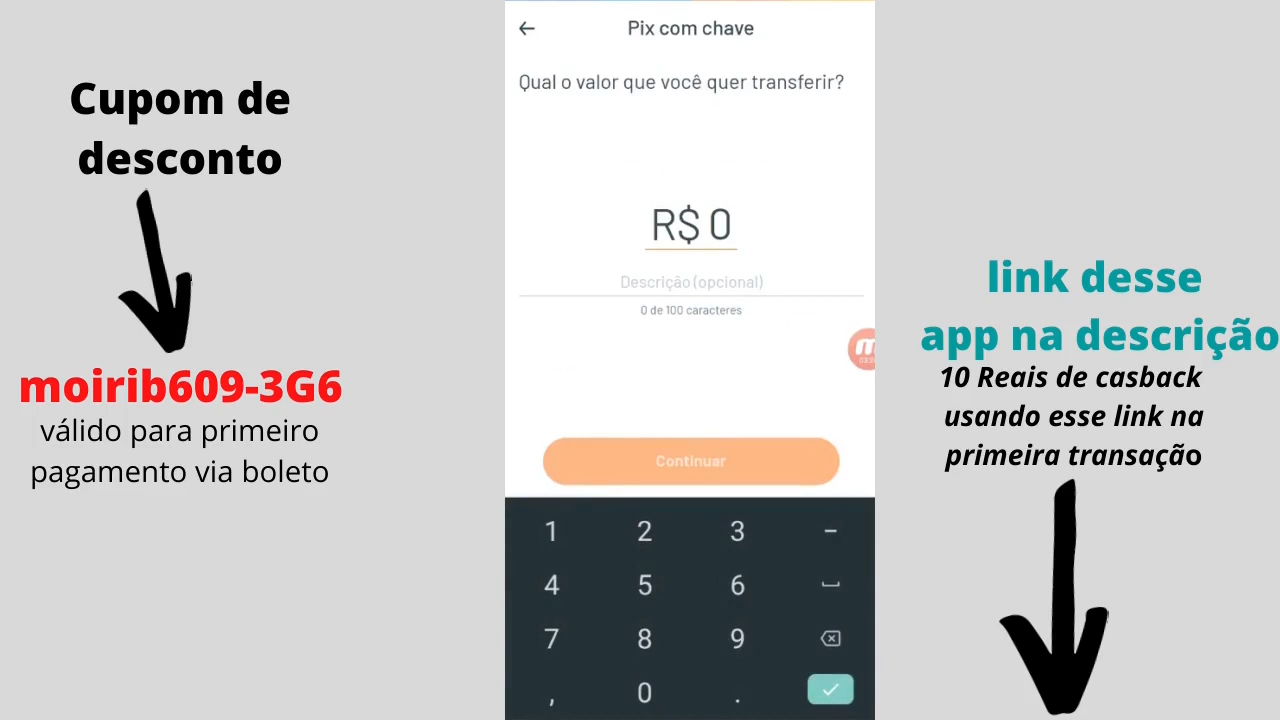 Cupom de
desconto
moirib609-3G6
válido para primeiro
pagamento via boleto
Pix com chave
Qual o valor que você quer transferir?
R$ 0
Descrição (opcional)
0 de 100 caracteres
Continuar
1 2 3 -
4 5 6
7 8 9
, 0 .
link desse
app na descrição
10 Reais de casback
usando esse link na
primeira transação